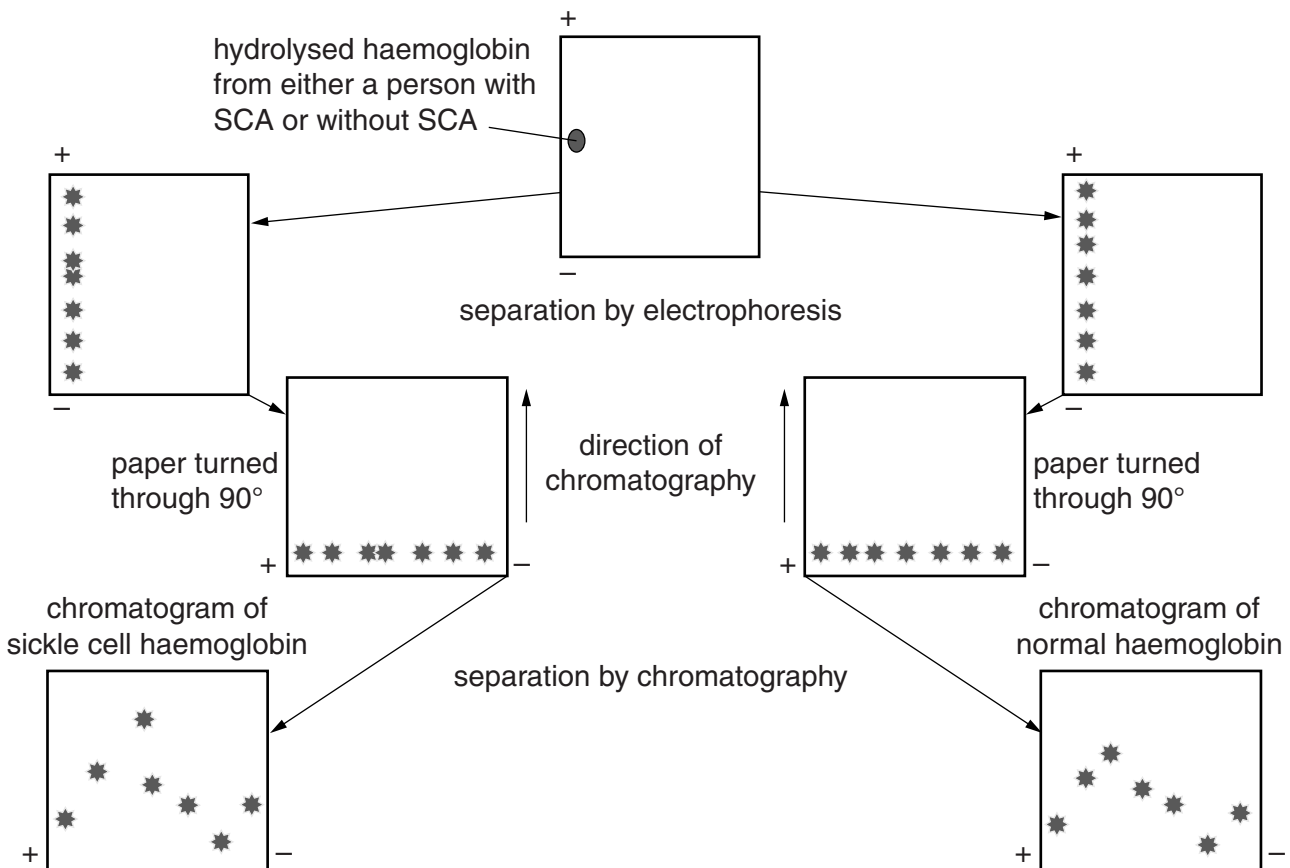 +
hydrolysed haemoglobin
from either a person with
SCA or without SCA
+
+
–
separation by electrophoresis
–
–
paper turned
through 90°
direction of
chromatography
paper turned
through 90°
+
–
+
–
chromatogram of
sickle cell haemoglobin
chromatogram of
normal haemoglobin
separation by chromatography
+
–
+
–